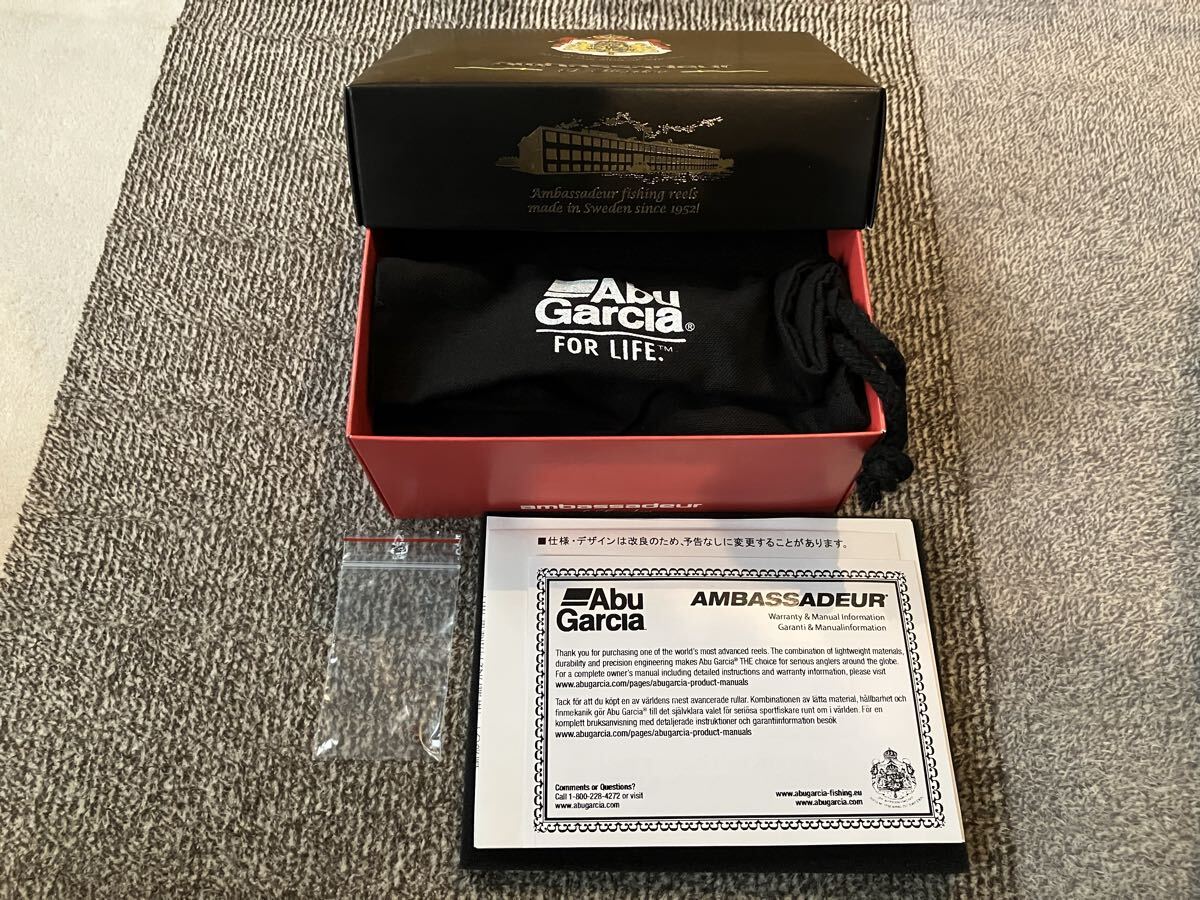 Ambassadeur
Ambassadeur fishing reels
made in Sweden since 1952!
Abu
Garcia®
FOR LIFE.™
ambassadeur
■仕様・デザインは改良のため、予告なしに変更することがあります。
Abu
Garcia
AMBASSADEUR
Warranty & Manual Information
Garanti & Manualinformation
Thank you for purchasing one of the world's most advanced reels. The combination of lightweight materials,
durability and precision engineering makes Abu Garcia® THE choice for serious anglers around the globe.
For a complete owner's manual including detailed instructions and warranty information, please visit
www.abugarcia.com/pages/abugarcia-product-manuals
Tack för att du köpt en av världens mest avancerade rullar. Kombinationen av lätta material, hållbarhet och
finmekanik gör Abu Garcia® till det självklara valet för seriösa sportfiskare runt om i världen. För en
komplett bruksanvisning med detaljerade instruktioner och garantiinformation besök
www.abugarcia.com/pages/abugarcia-product-manuals
Comments or Questions?
Call 1-800-228-4272 or visit
www.abugarcia.com
www.abugarcia-fishing.eu
www.abugarcia.com